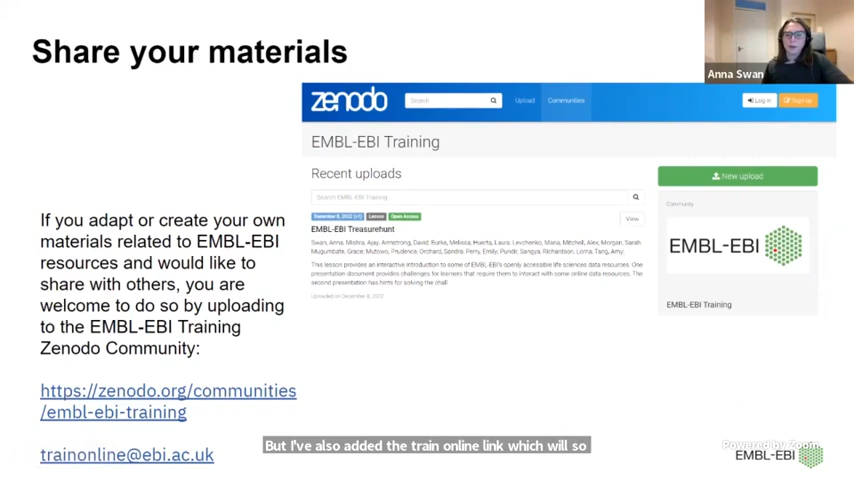 Share your materials
Anna Swan
zenodo
Search
Upload
Communities
Log in
Sign up
EMBL-EBI Training
Recent uploads
New upload
Search EMBL-EBI Training
Community
December 8, 2022 (v1) Lesson Open Access
View
EMBL-EBI Treasurehunt
Swan, Anna, Mishra, Ajay, Armstrong, David, Burke, Melissa, Huerta, Laura, Levchenko, Maria, Mitchell, Alex, Morgan, Sarah
Mugumbate, Grace, Mutowo, Prudence, Orchard, Sandra, Perry, Emily, Pundir, Sangya, Richardson, Lorna, Tang, Amy,
This lesson provides an interactive introduction to some of EMBL-EBI's openly accessible life sciences data resources. One
presentation document provides challenges for learners that require them to interact with some online data resources. The
second presentation has hints for solving the chall
Uploaded on December 8, 2022
EMBL-EBI
EMBL-EBI Training
If you adapt or create your own
materials related to EMBL-EBI
resources and would like to
share with others, you are
welcome to do so by uploading
to the EMBL-EBI Training
Zenodo Community:
https://zenodo.org/communities
/embl-ebi-training
trainonline@ebi.ac.uk
But I've also added the train online link which will so
Powered by Zoom
EMBL-EBI